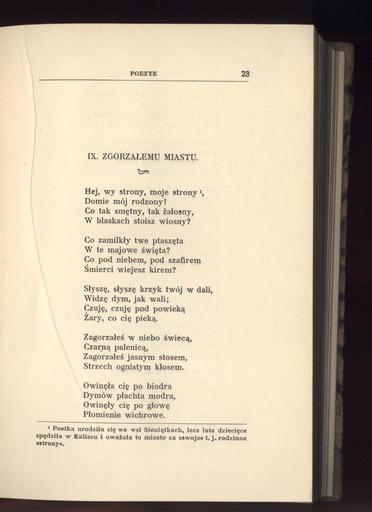 POEZYE 23
IX. ZGORZAŁEMU MIASTU.
Hej, wy strony, moje strony ¹,
Domie mój rodzony!
Co tak smętny, tak żałosny,
W blaskach stoisz wiosny?
Co zamilkły twe ptaszęta
W te majowe święta?
Co pod niebem, pod szafirem
Śmierci wiejesz kirem?
Słyszę, słyszę krzyk twój w dali,
Widzę dym, jak wali;
Czuję, czuję pod powieką
Żary, co cię pieką.
Zagorzałeś w niebo świecą,
Czarną palenicą,
Zagorzałeś jasnym stosem,
Strzech ognistym kłosem.
Owinęła cię po biodra
Dymów płachta modra,
Owinęły cię po głowę
Płomienie wichrowe.
¹ Poetka urodziła się we wsi Sieniątkach, lecz lata dziecięce
spędziła w Kaliszu i uważała to miasto za »swoje« t. j. rodzinne
»strony«.